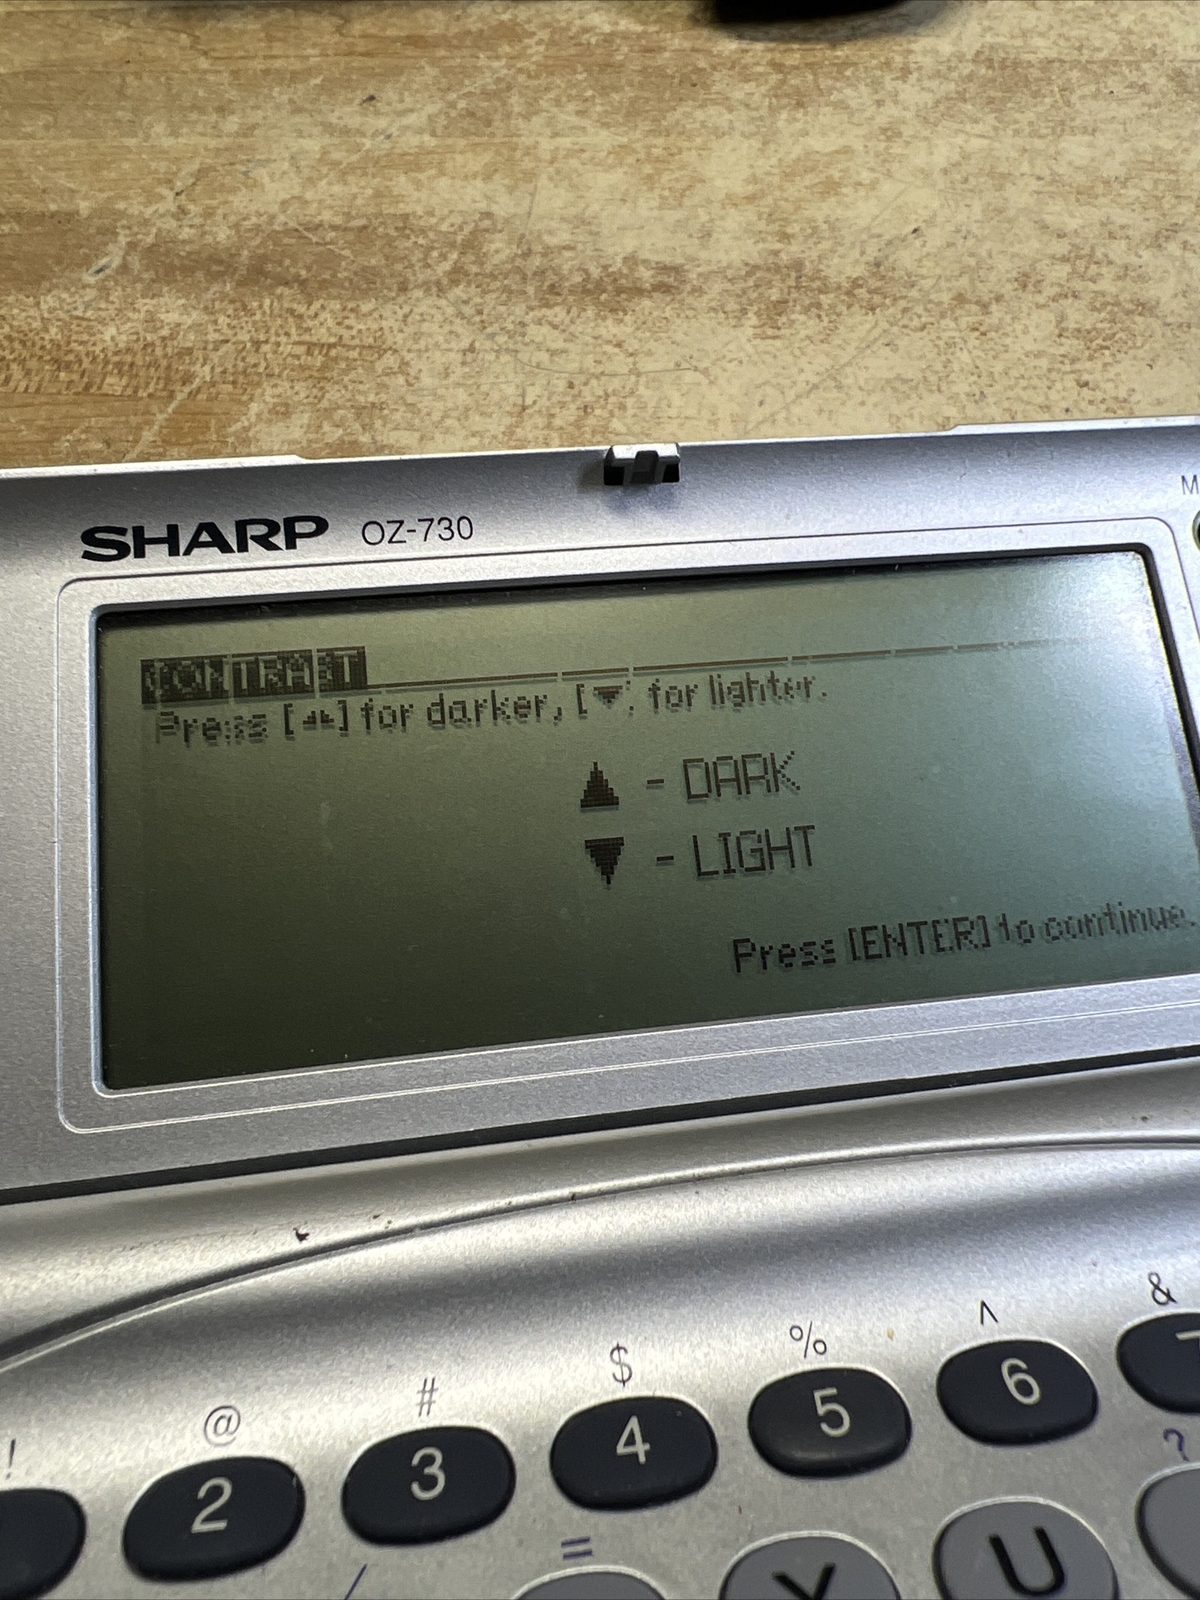 SHARP OZ-730
M
CONTRAST
Press [▲] for darker, [▼] for lighter.
▲ - DARK
▼ - LIGHT
Press [ENTER] to continue.
! @ # $ % ^ &
2 3 4 5 6
= ?
Y U